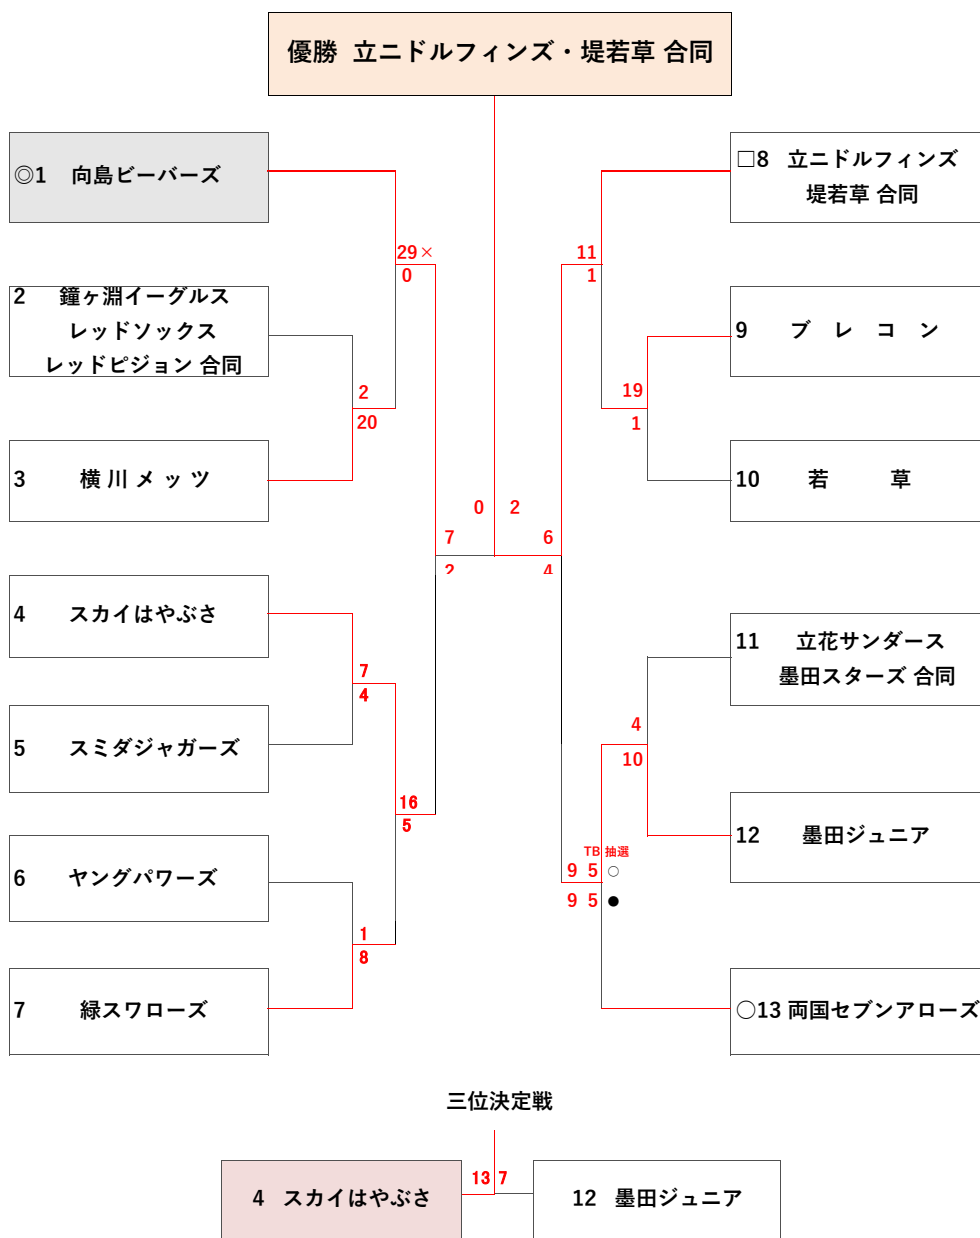 優勝 立ニドルフィンズ・堤若草 合同
◎1 向島ビーバーズ
2 鐘ヶ淵イーグルス
レッドソックス
レッドピジョン 合同
3 横川メッツ
4 スカイはやぶさ
5 スミダジャガーズ
6 ヤングパワーズ
7 緑スワローズ
29×
0
2
20
7
4
16
5
1
8
7
2
0 2
6
4
11
1
19
1
4
10
TB 抽選
9 5 ○
9 5 ●
□8 立ニドルフィンズ
堤若草 合同
9 ブレコン
10 若草
11 立花サンダース
墨田スターズ 合同
12 墨田ジュニア
○13 両国セブンアローズ
三位決定戦
4 スカイはやぶさ
13 7
12 墨田ジュニア